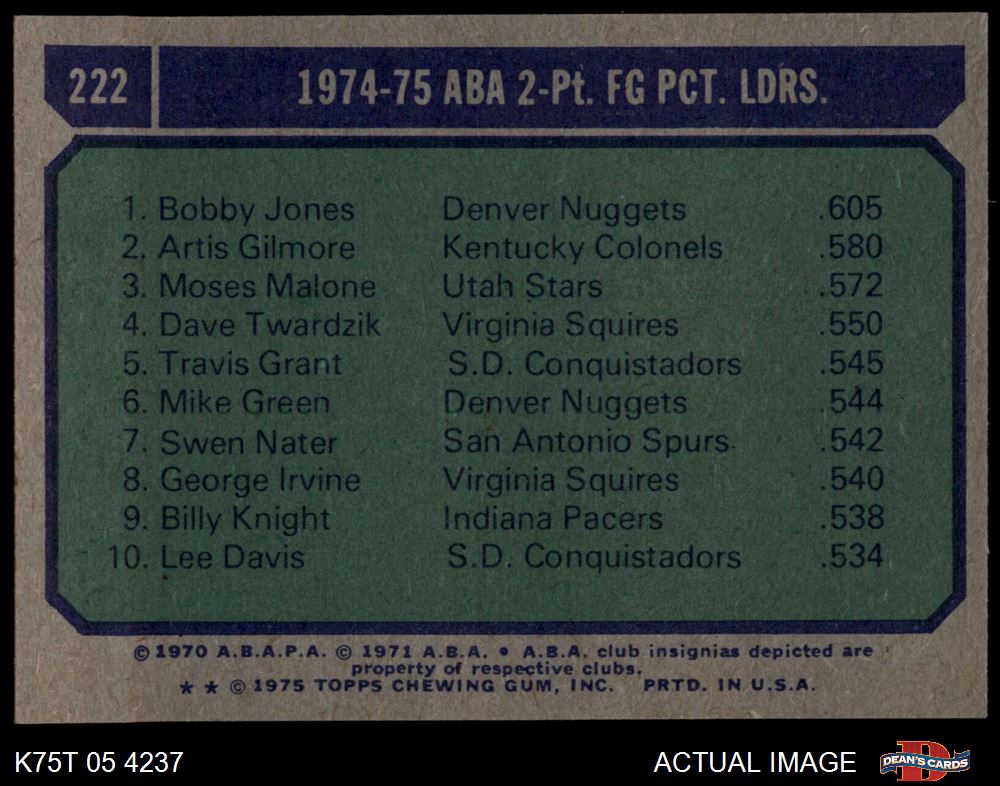 222 1974-75 ABA 2-Pt. FG PCT. LDRS.
1. Bobby Jones Denver Nuggets .605
2. Artis Gilmore Kentucky Colonels .580
3. Moses Malone Utah Stars .572
4. Dave Twardzik Virginia Squires .550
5. Travis Grant S.D. Conquistadors .545
6. Mike Green Denver Nuggets .544
7. Swen Nater San Antonio Spurs .542
8. George Irvine Virginia Squires .540
9. Billy Knight Indiana Pacers .538
10. Lee Davis S.D. Conquistadors .534
© 1970 A.B.A.P.A. © 1971 A.B.A. • A.B.A. club insignias depicted are
property of respective clubs.
★ ★ © 1975 TOPPS CHEWING GUM, INC. PRTD. IN U.S.A.
K75T 05 4237 ACTUAL IMAGE D DEAN'S CARDS